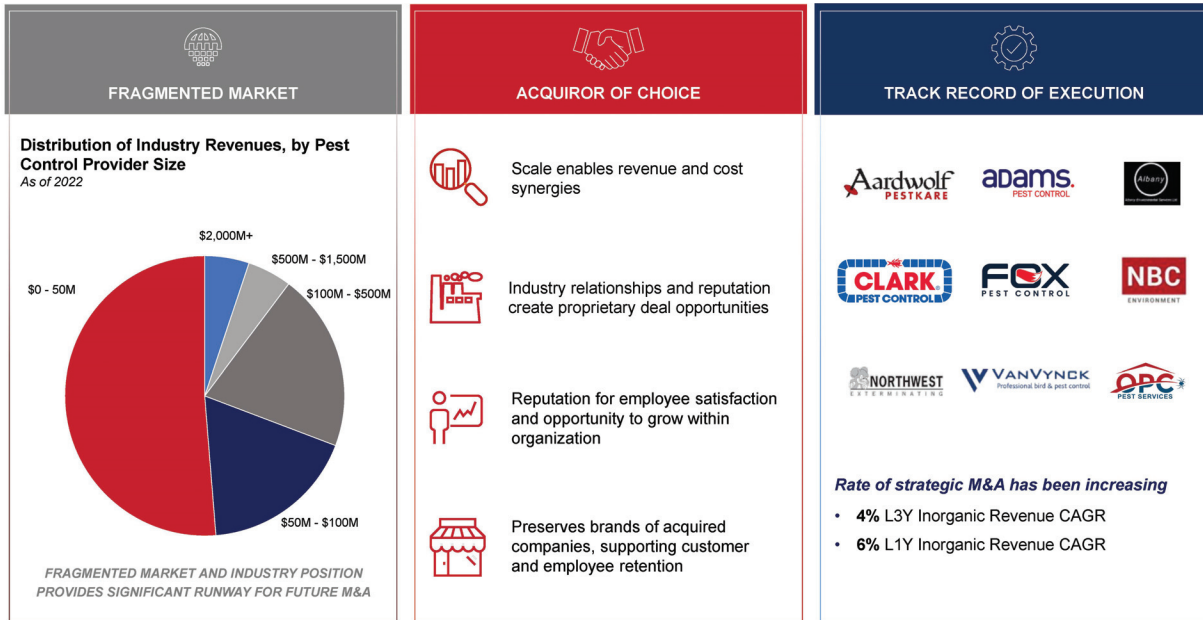 FRAGMENTED MARKET
Distribution of Industry Revenues, by Pest
Control Provider Size
As of 2022
$2,000M+
$500M - $1,500M
$100M - $500M
$0 - 50M
$50M - $100M
FRAGMENTED MARKET AND INDUSTRY POSITION
PROVIDES SIGNIFICANT RUNWAY FOR FUTURE M&A
ACQUIROR OF CHOICE
Scale enables revenue and cost
synergies
Industry relationships and reputation
create proprietary deal opportunities
Reputation for employee satisfaction
and opportunity to grow within
organization
Preserves brands of acquired
companies, supporting customer
and employee retention
TRACK RECORD OF EXECUTION
Aardwolf
PESTKARE
aDaMS.
PEST CONTROL
Albany
Albany Environmental Services Ltd
CLARK
PEST CONTROL
FOX
PEST CONTROL
NBC
ENVIRONMENT
NORTHWEST
EXTERMINATING
VANVYNCK
Professional bird & pest control
OPC
PEST SERVICES
Rate of strategic M&A has been increasing
• 4% L3Y Inorganic Revenue CAGR
• 6% L1Y Inorganic Revenue CAGR